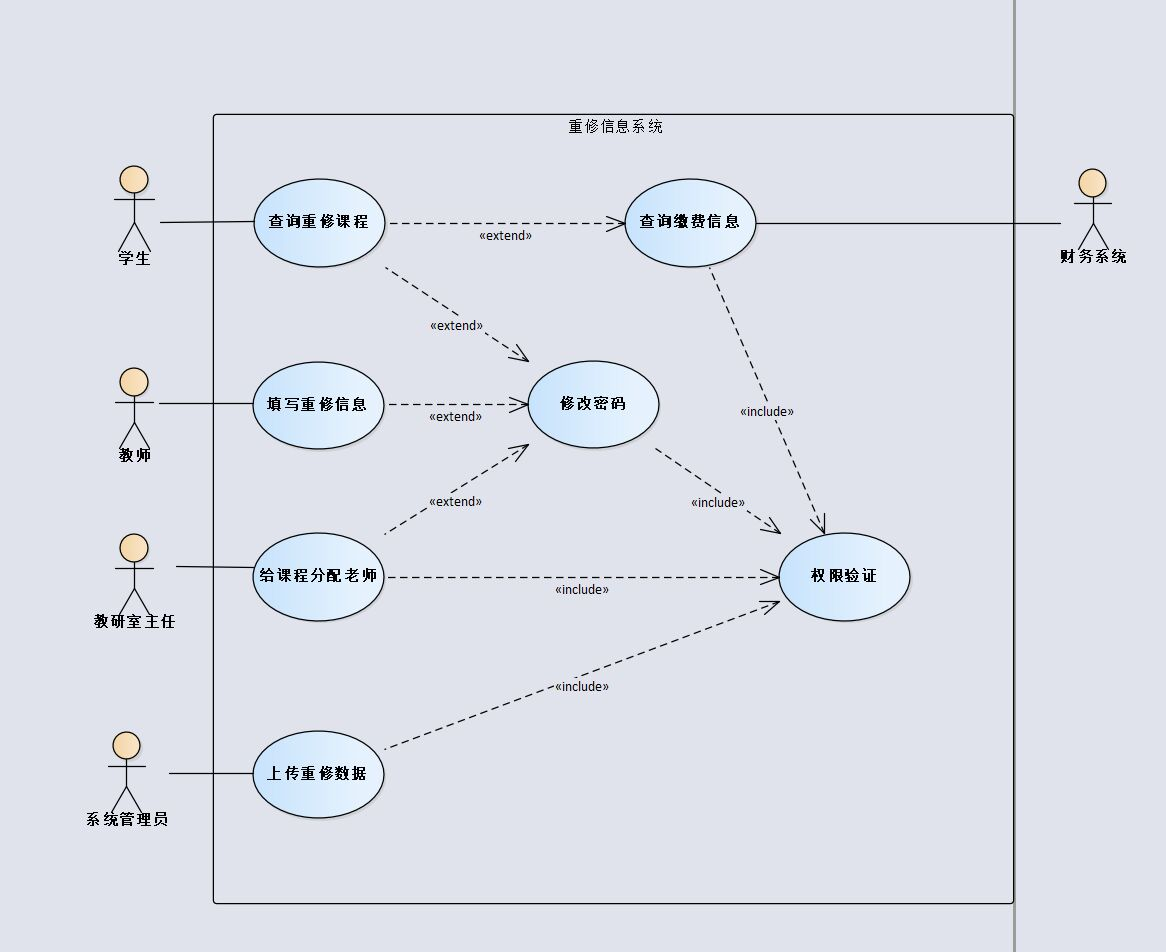 重修信息系统
查询重修课程
«extend»
查询缴费信息
学生
财务系统
«extend»
填写重修信息
«extend»
修改密码
«include»
教师
«extend»
«include»
给课程分配老师
«include»
权限验证
教研室主任
«include»
上传重修数据
系统管理员